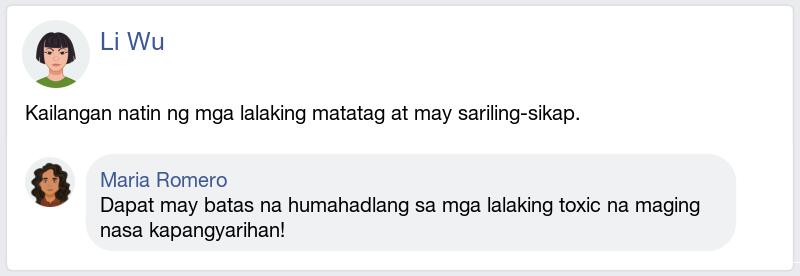 Li Wu
Kailangan natin ng mga lalaking matatag at may sariling-sikap.
Maria Romero
Dapat may batas na humahadlang sa mga lalaking toxic na maging
nasa kapangyarihan!